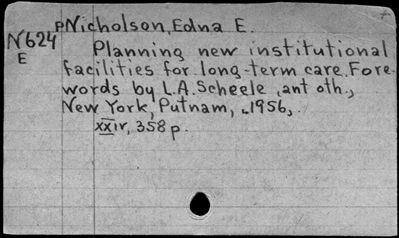 PNicholson, Edna E.
N624
E
Planning new institutional
facilities for long-term care. Fore-
words by L.A. Scheele, ant oth.,
New York, Putnam, c1956,.
xxiv, 358 p.